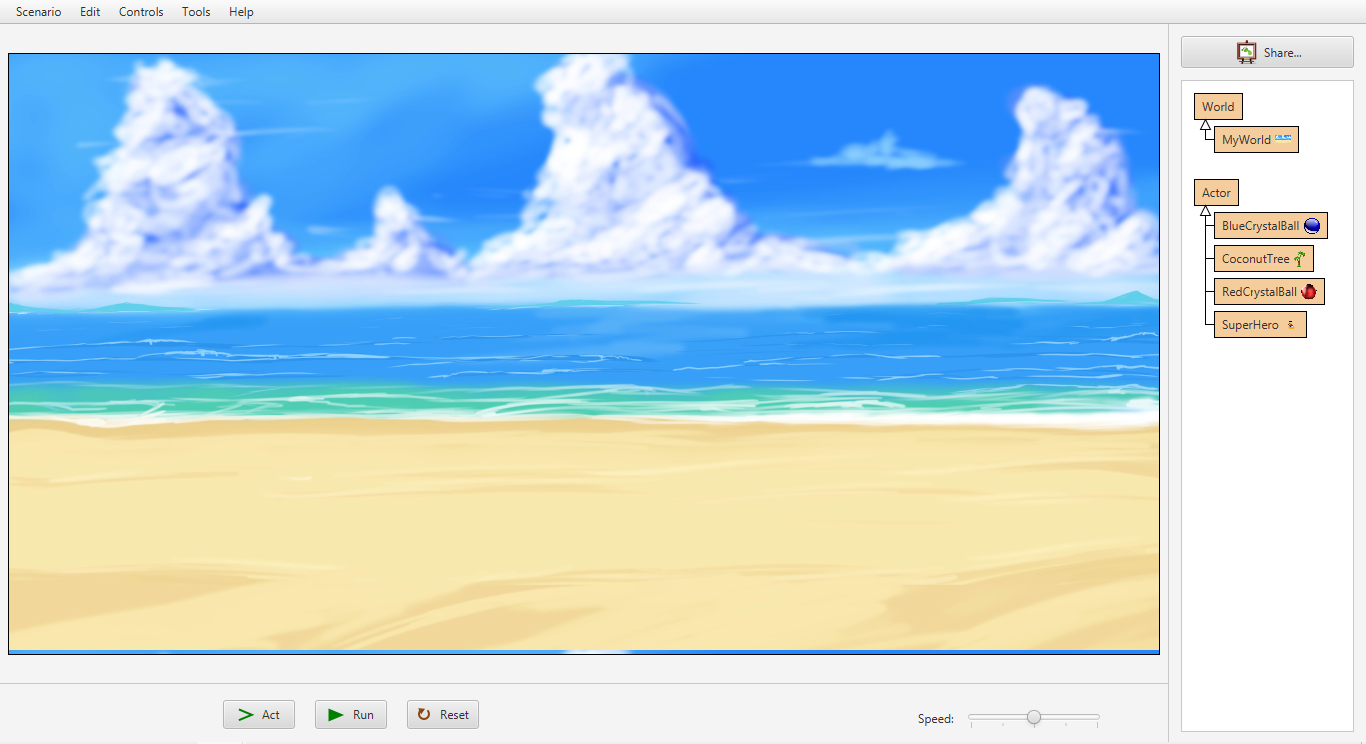 Scenario Edit Controls Tools Help
Share...
World
MyWorld
Actor
BlueCrystalBall
CoconutTree
RedCrystalBall
SuperHero
Act Run Reset Speed: